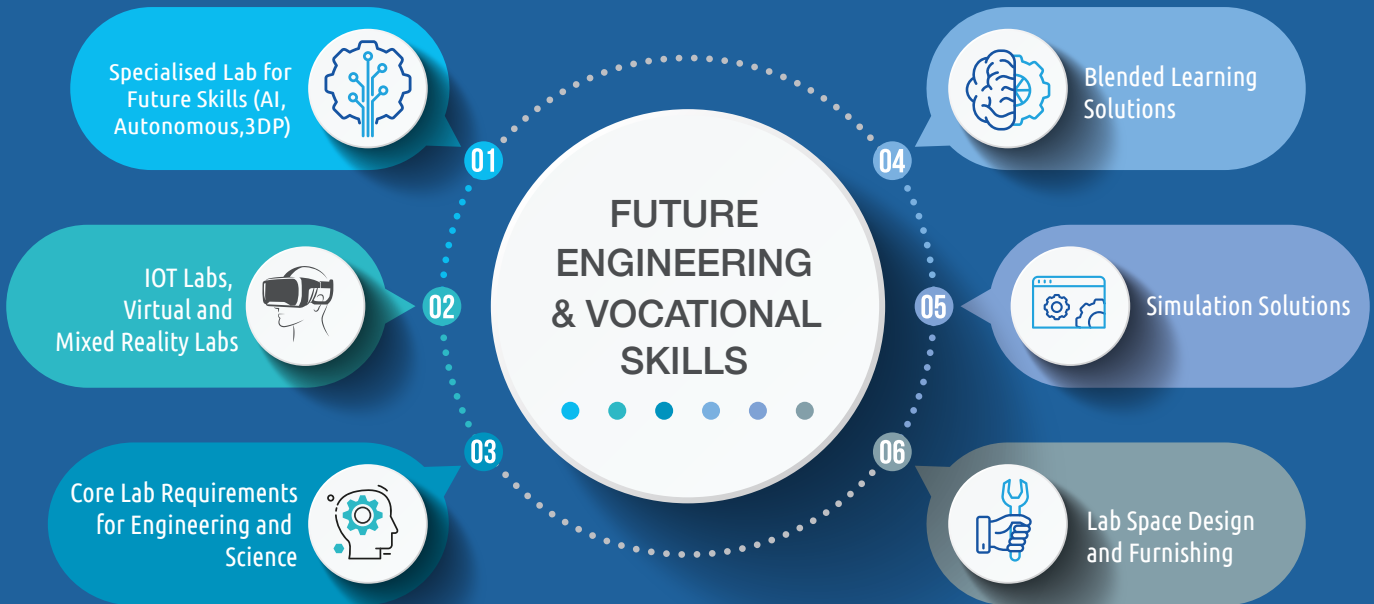 Specialised Lab for
Future Skills (AI,
Autonomous,3DP)
01
IOT Labs,
Virtual and
Mixed Reality Labs
02
Core Lab Requirements
for Engineering and
Science
03
FUTURE
ENGINEERING
& VOCATIONAL
SKILLS
04
Blended Learning
Solutions
05
Simulation Solutions
06
Lab Space Design
and Furnishing